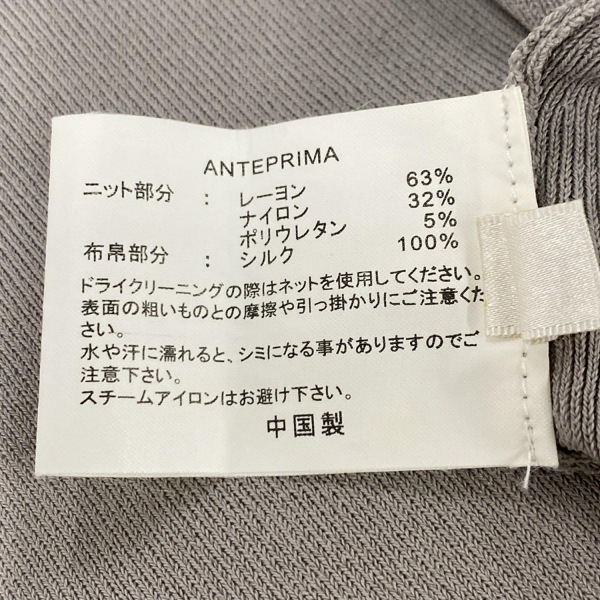 ANTEPRIMA
ニット部分 : レーヨン 63%
ナイロン 32%
ポリウレタン 5%
布帛部分 : シルク 100%
ドライクリーニングの際はネットを使用してください。
表面の粗いものとの摩擦や引っ掛かりにご注意くだ
さい。
水や汗に濡れると、シミになる事がありますのでご
注意下さい。
スチームアイロンはお避け下さい。
中国製